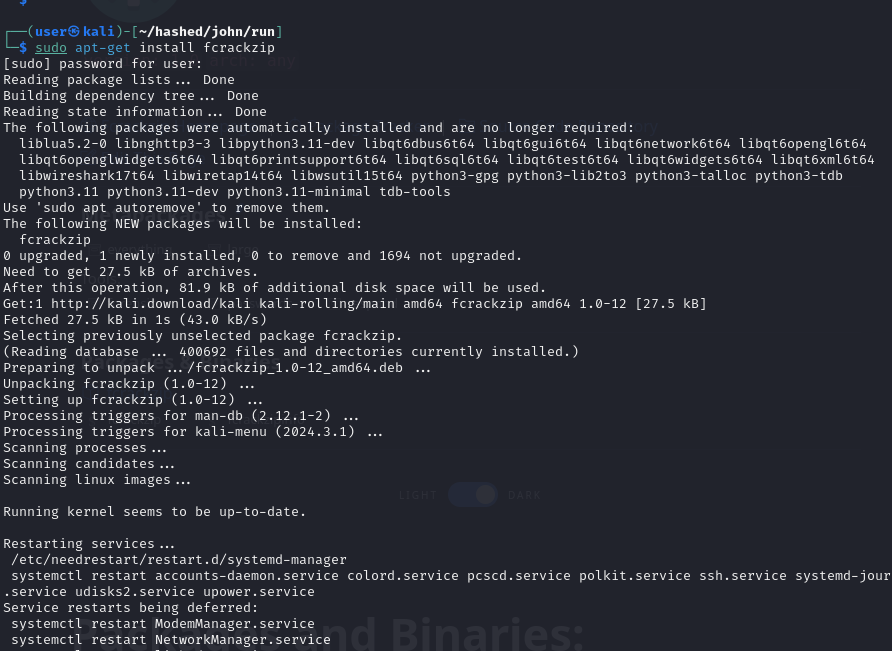 ┌──(user㉿kali)-[~/hashed/john/run]
└─$ sudo apt-get install fcrackzip
[sudo] password for user:
Reading package lists... Done
Building dependency tree... Done
Reading state information... Done
The following packages were automatically installed and are no longer required:
liblua5.2-0 libnghttp3-3 libpython3.11-dev libqt6dbus6t64 libqt6gui6t64 libqt6network6t64 libqt6opengl6t64
libqt6openglwidgets6t64 libqt6printsupport6t64 libqt6sql6t64 libqt6test6t64 libqt6widgets6t64 libqt6xml6t64
libwireshark17t64 libwiretap14t64 libwsutil15t64 python3-gpg python3-lib2to3 python3-talloc python3-tdb
python3.11 python3.11-dev python3.11-minimal tdb-tools
Use 'sudo apt autoremove' to remove them.
The following NEW packages will be installed:
fcrackzip
0 upgraded, 1 newly installed, 0 to remove and 1694 not upgraded.
Need to get 27.5 kB of archives.
After this operation, 81.9 kB of additional disk space will be used.
Get:1 http://kali.download/kali kali-rolling/main amd64 fcrackzip amd64 1.0-12 [27.5 kB]
Fetched 27.5 kB in 1s (43.0 kB/s)
Selecting previously unselected package fcrackzip.
(Reading database ... 400692 files and directories currently installed.)
Preparing to unpack .../fcrackzip_1.0-12_amd64.deb ...
Unpacking fcrackzip (1.0-12) ...
Setting up fcrackzip (1.0-12) ...
Processing triggers for man-db (2.12.1-2) ...
Processing triggers for kali-menu (2024.3.1) ...
Scanning processes...
Scanning candidates...
Scanning linux images...
LIGHT DARK
Running kernel seems to be up-to-date.
Restarting services...
/etc/needrestart/restart.d/systemd-manager
systemctl restart accounts-daemon.service colord.service pcscd.service polkit.service ssh.service systemd-jour
.service udisks2.service upower.service
Service restarts being deferred:
systemctl restart ModemManager.service
Packages and Binaries:
systemctl restart NetworkManager.service